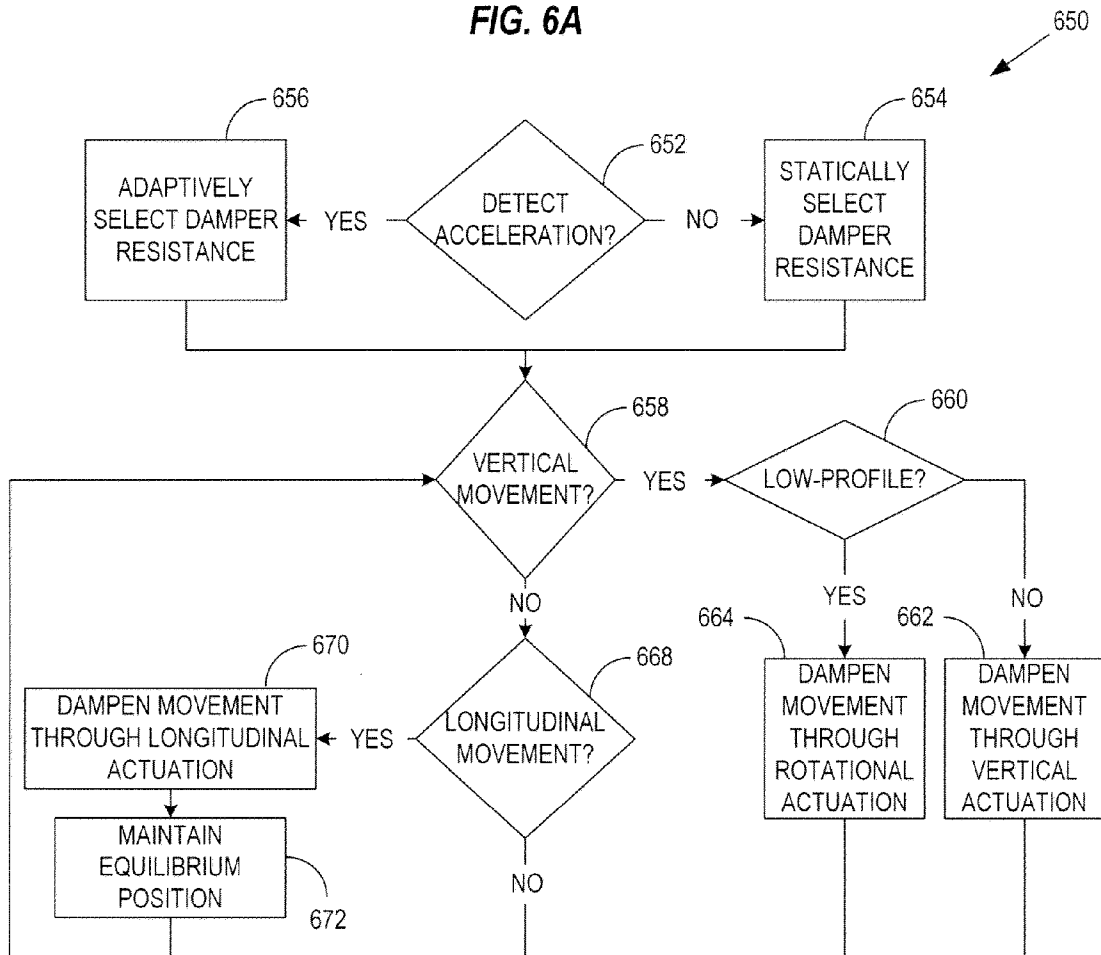 FIG. 6A
650
656
654
652
ADAPTIVELY
SELECT DAMPER
RESISTANCE
YES
DETECT
ACCELERATION?
NO
STATICALLY
SELECT
DAMPER
RESISTANCE
658
660
VERTICAL
MOVEMENT?
YES
LOW-PROFILE?
NO
YES
NO
670
668
664
662
DAMPEN MOVEMENT
THROUGH LONGITUDINAL
ACTUATION
YES
LONGITUDINAL
MOVEMENT?
DAMPEN
MOVEMENT
THROUGH
ROTATIONAL
ACTUATION
DAMPEN
MOVEMENT
THROUGH
VERTICAL
ACTUATION
MAINTAIN
EQUILIBRIUM
POSITION
672
NO